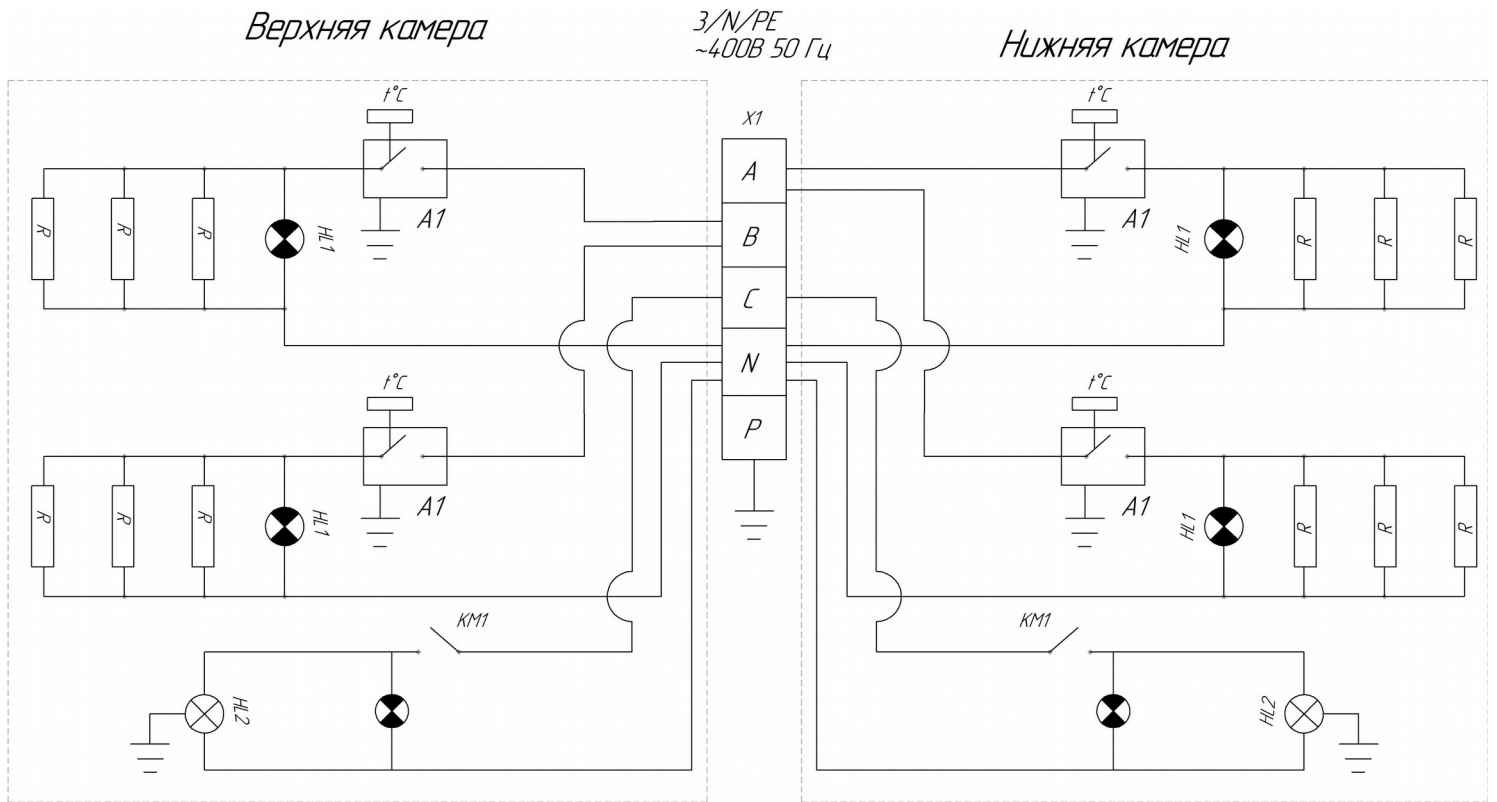 Верхняя камера
3/N/PE
~400В 50 Гц
Нижняя камера
t°C
X1
t°C
A
R
R
R
HL1
A1
B
A1
HL1
R
R
R
C
N
t°C
t°C
P
R
R
R
HL1
A1
A1
HL1
R
R
R
KM1
KM1
HL2
HL2